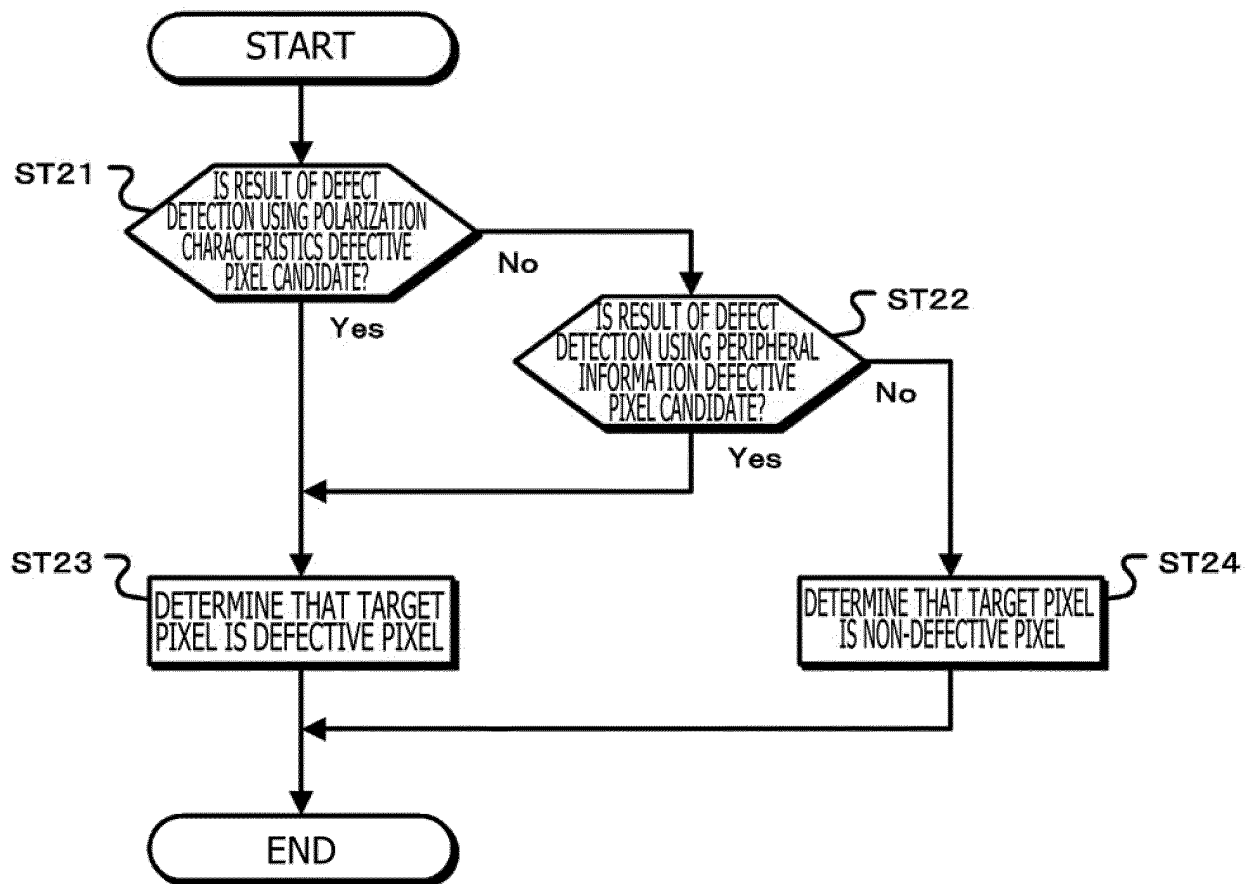 START
ST21
IS RESULT OF DEFECT
DETECTION USING POLARIZATION
CHARACTERISTICS DEFECTIVE
PIXEL CANDIDATE?
No
Yes
ST22
IS RESULT OF DEFECT
DETECTION USING PERIPHERAL
INFORMATION DEFECTIVE
PIXEL CANDIDATE?
No
Yes
ST23
DETERMINE THAT TARGET
PIXEL IS DEFECTIVE PIXEL
ST24
DETERMINE THAT TARGET PIXEL
IS NON-DEFECTIVE PIXEL
END